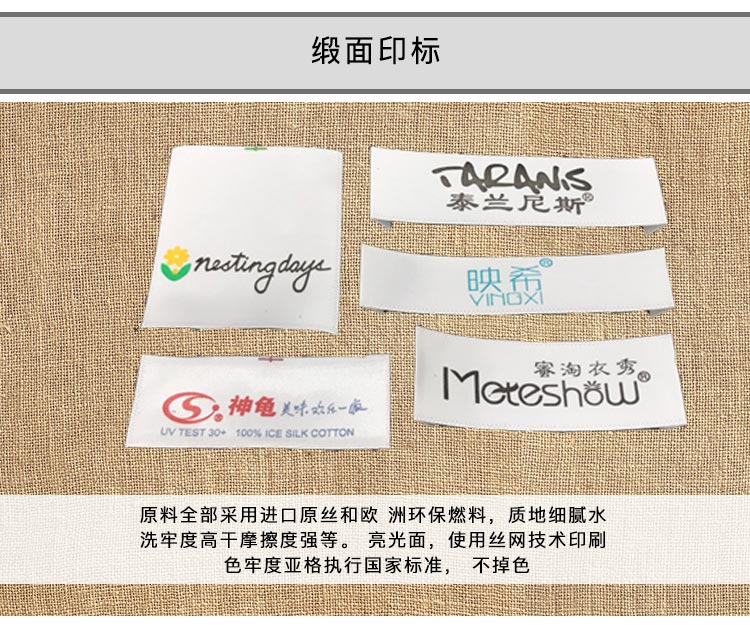 缎面印标
TARANIS
泰兰尼斯®
nestingdays
映希®
VINGXI
蜜淘衣秀
Moteshow®
神龟
UV TEST 30+ 100% ICE SILK COTTON
原料全部采用进口原丝和欧 洲环保燃料，质地细腻水
洗牢度高干摩擦度强等。 亮光面，使用丝网技术印刷
色牢度亚格执行国家标准， 不掉色